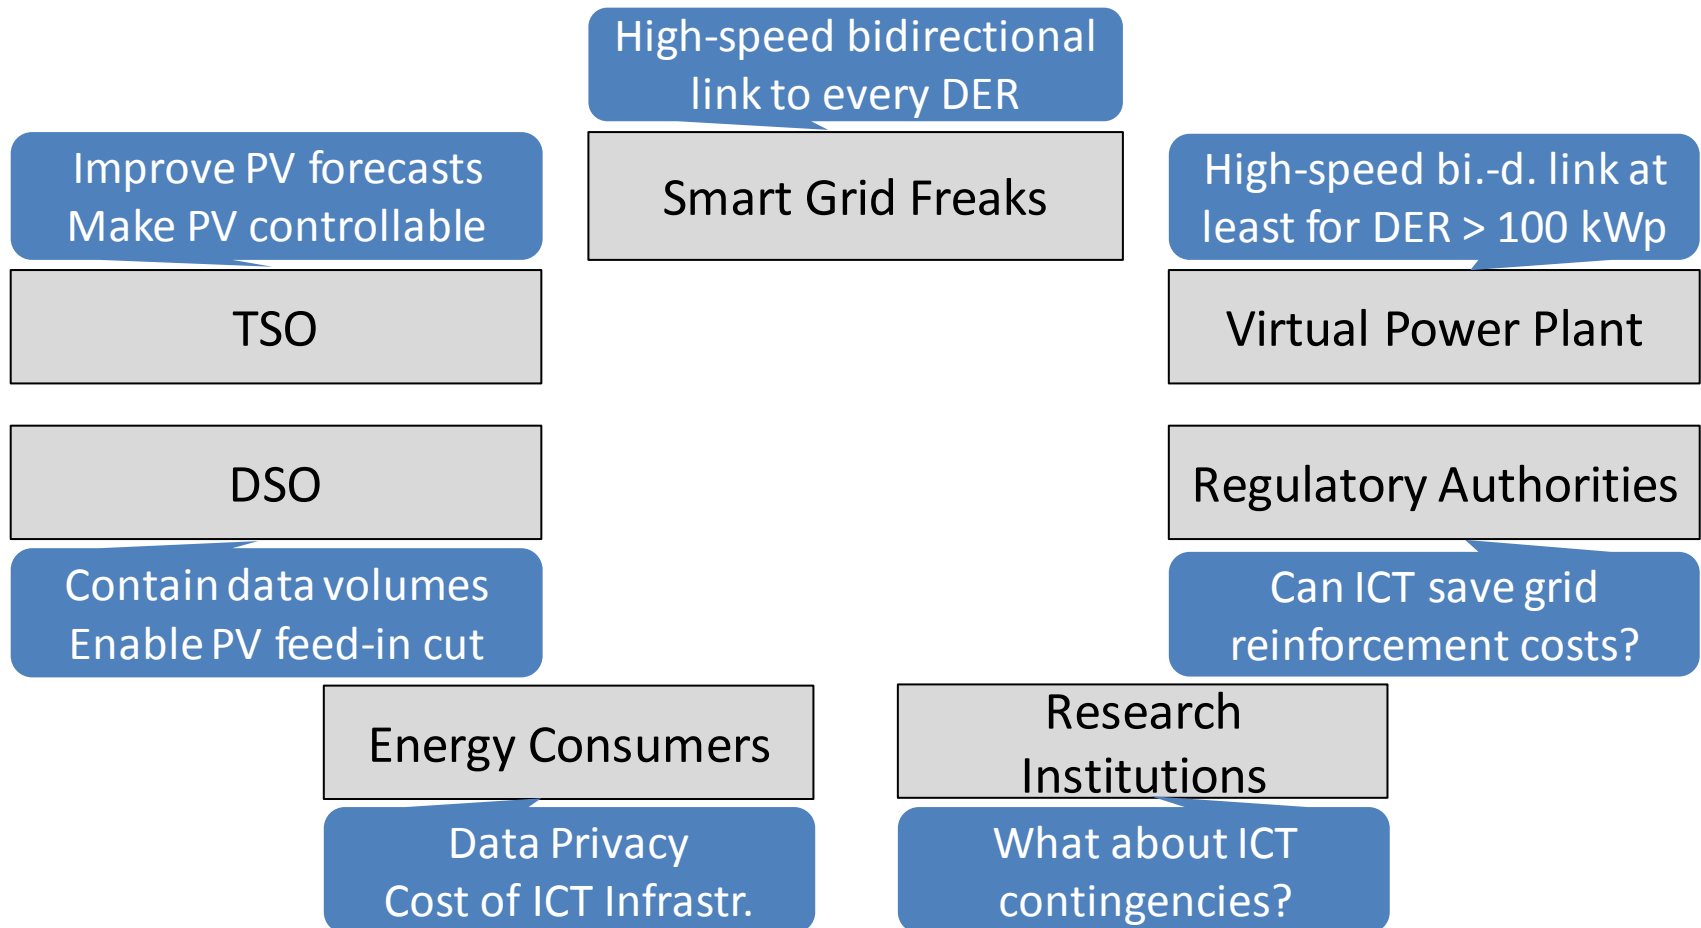 High-speed bidirectional
link to every DER
Smart Grid Freaks
Improve PV forecasts
Make PV controllable
TSO
High-speed bi.-d. link at
least for DER > 100 kWp
Virtual Power Plant
DSO
Contain data volumes
Enable PV feed-in cut
Regulatory Authorities
Can ICT save grid
reinforcement costs?
Energy Consumers
Data Privacy
Cost of ICT Infrastr.
Research
Institutions
What about ICT
contingencies?